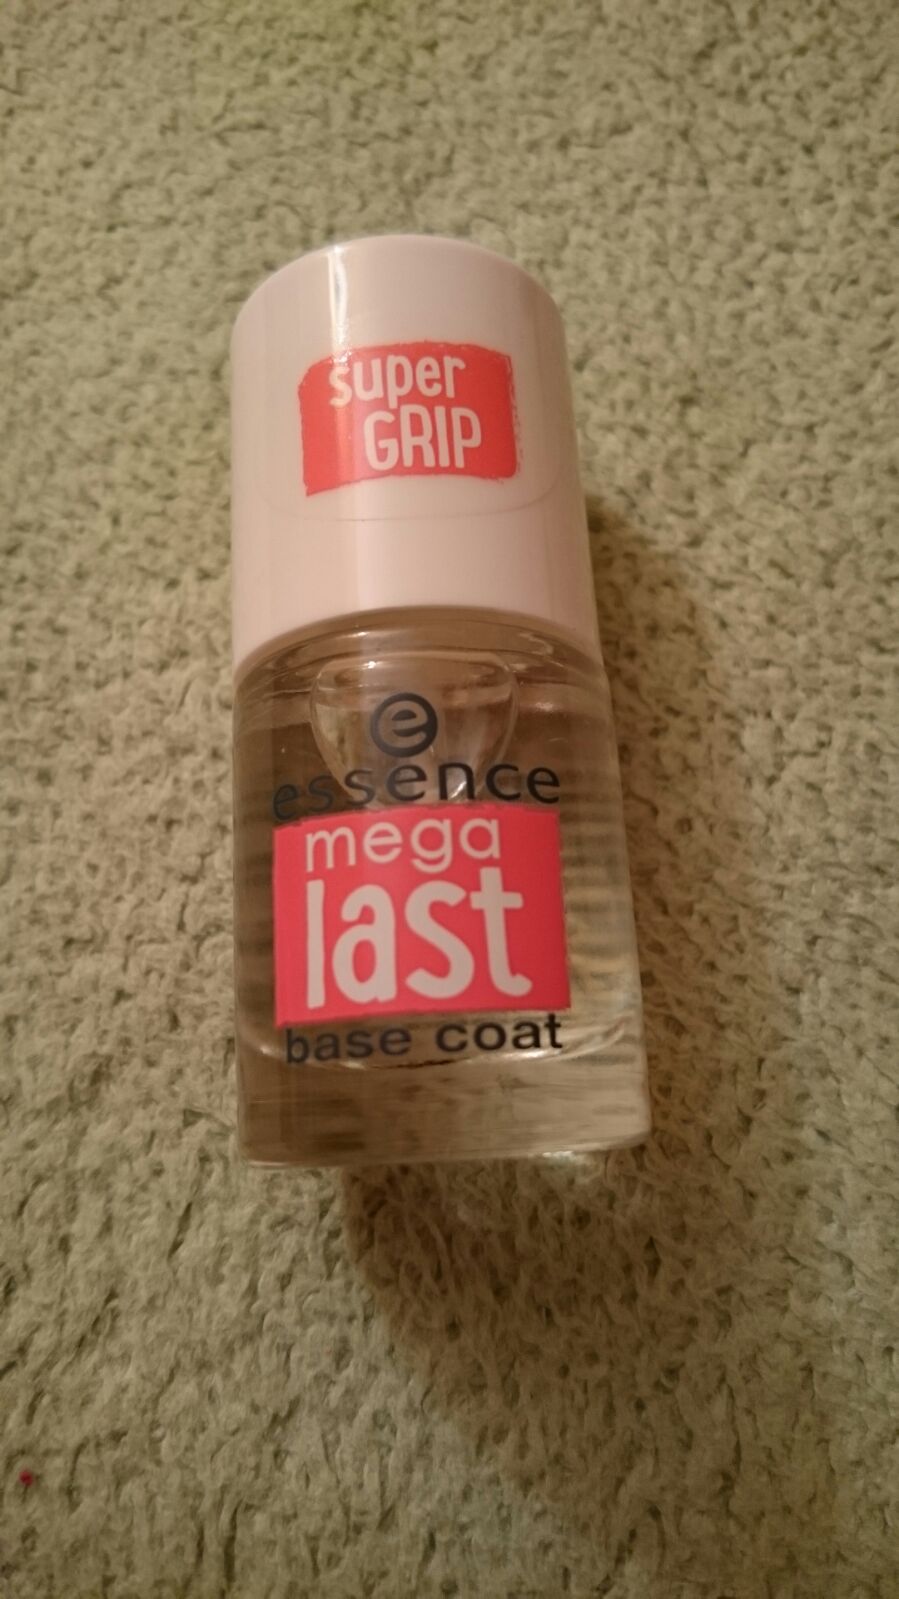 super
GRIP
e
essence
mega
last
base coat